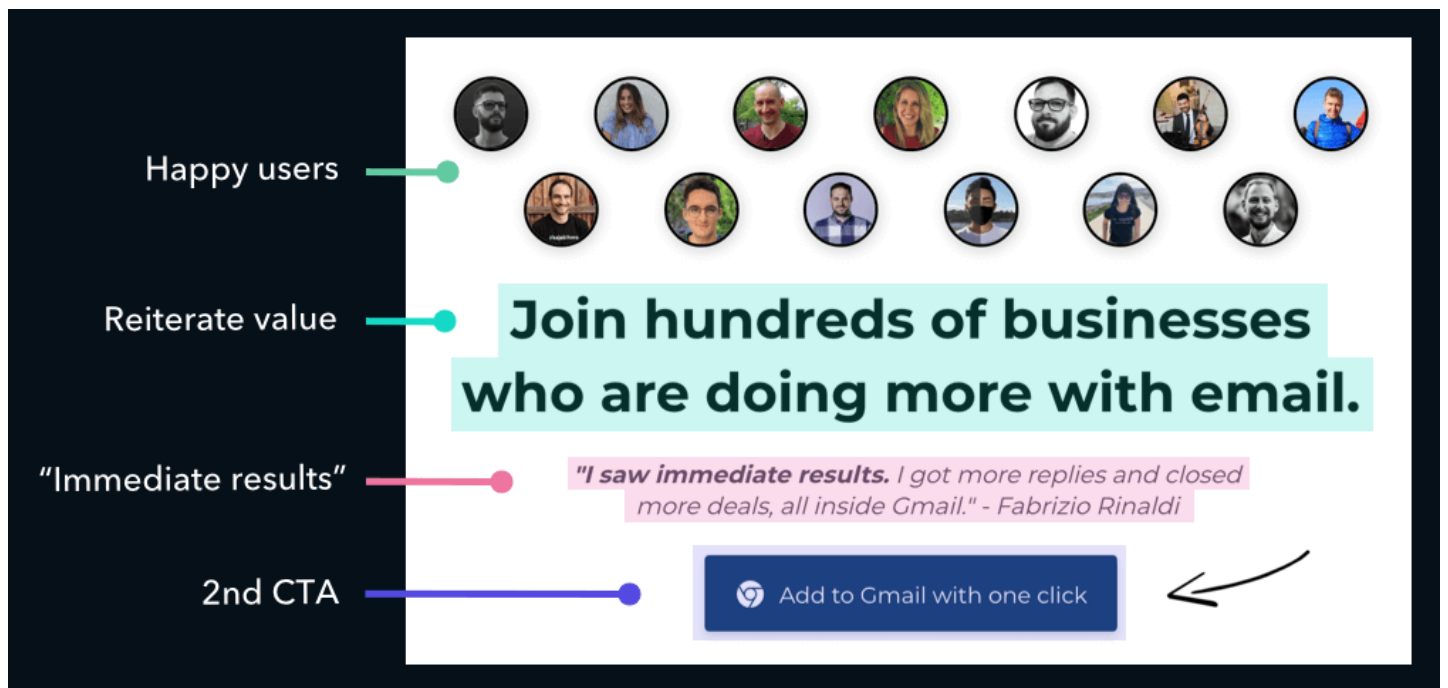 Happy users
Reiterate value
Join hundreds of businesses
who are doing more with email.
“Immediate results”
"I saw immediate results. I got more replies and closed
more deals, all inside Gmail." - Fabrizio Rinaldi
2nd CTA
Add to Gmail with one click